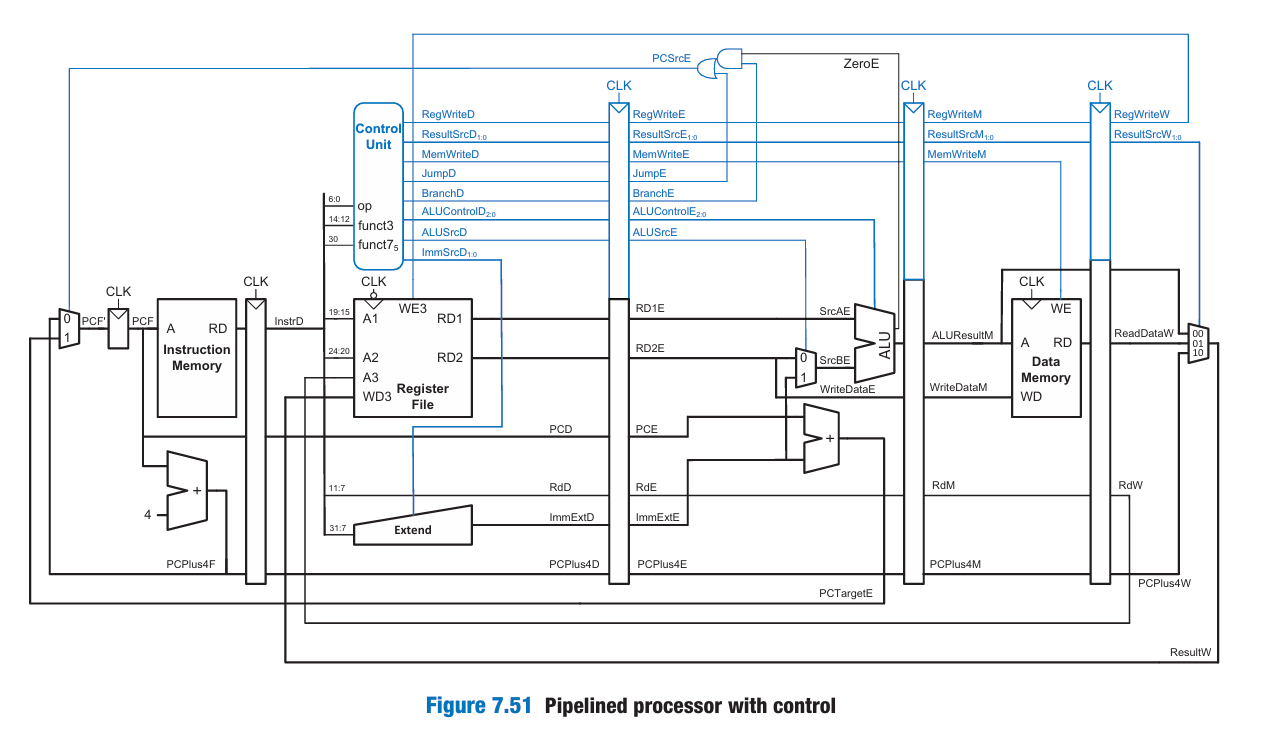 PCSrcE
ZeroE
CLK
CLK
CLK
Control
Unit
RegWriteD
RegWriteE
RegWriteM
RegWriteW
ResultSrcD1:0
ResultSrcE1:0
ResultSrcM1:0
ResultSrcW1:0
MemWriteD
MemWriteE
MemWriteM
JumpD
JumpE
BranchD
BranchE
6:0
op
ALUControlD2:0
ALUControlE2:0
14:12
funct3
ALUSrcD
ALUSrcE
30
funct75
ImmSrcD1:0
CLK
CLK
CLK
CLK
0
1
PCF'
PCF
A
RD
Instruction
Memory
InstrD
19:15
A1
WE3
RD1
RD1E
SrcAE
24:20
A2
RD2
RD2E
A3
WD3
Register
File
0
1
SrcBE
ALU
WriteDataE
ALUResultM
WriteDataM
WE
A
RD
Data
Memory
WD
ReadDataW
00
01
10
PCD
PCE
+
+
4
11:7
RdD
RdE
RdM
RdW
31:7
Extend
ImmExtD
ImmExtE
PCPlus4F
PCPlus4D
PCPlus4E
PCPlus4M
PCPlus4W
PCTargetE
ResultW
Figure 7.51 Pipelined processor with control